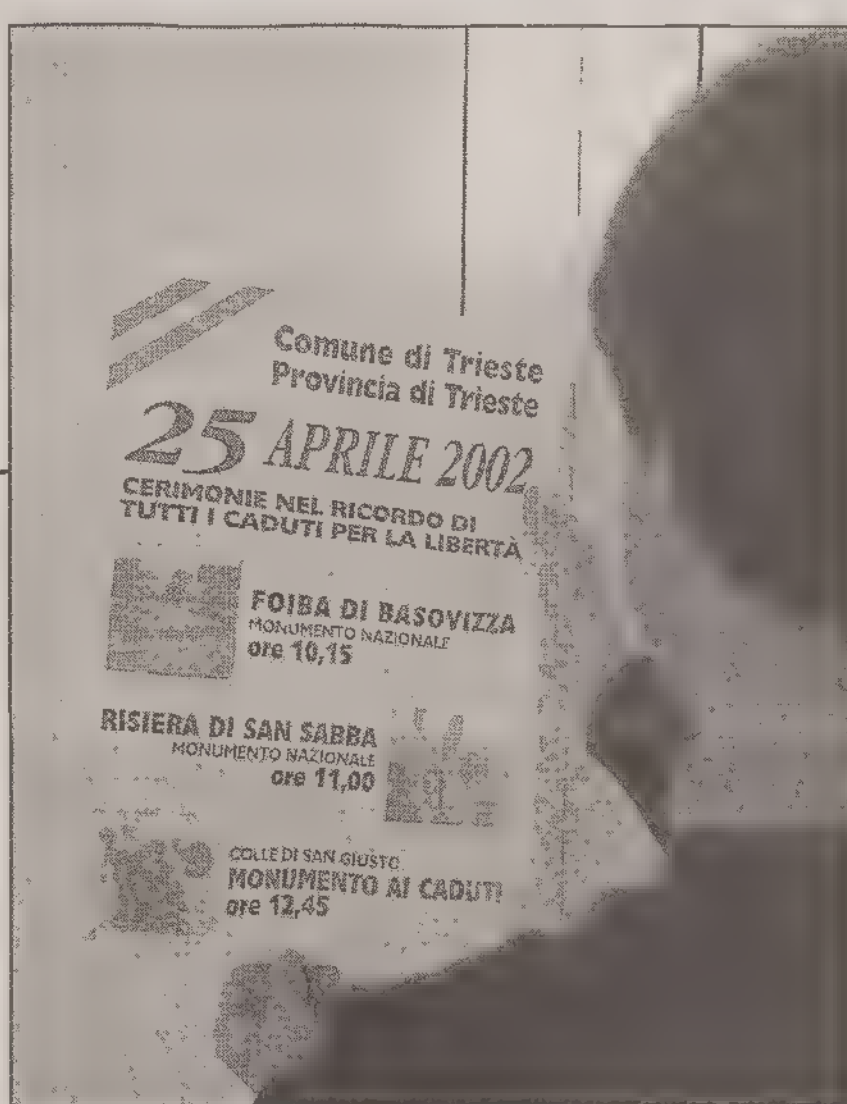 Comune di Trieste
Provincia di Trieste
25 APRILE 2002
CERIMONIE NEL RICORDO DI
TUTTI I CADUTI PER LA LIBERTÀ
FOIBA DI BASOVIZZA
MONUMENTO NAZIONALE
ore 10,15
RISIERA DI SAN SABBA
MONUMENTO NAZIONALE
ore 11,00
COLLE DI SAN GIUSTO
MONUMENTO AI CADUTI
ore 12,45